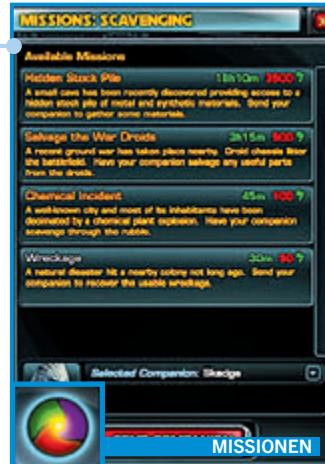 MISSIONS: SCAVENGING
Available Missions
Hidden Stock Pile 18h10m 3500
A small cave has been recently discovered providing access to a
hidden stock pile of metal and synthetic materials. Send your
companion to gather some materials.
Salvage the War Droids 3h15m 500
A recent ground war has taken place nearby. Droid chassis litter
the battlefield. Have your companion salvage any useful parts
from the droids.
Chemical Incident 45m 100
A well-known city and most of its inhabitants have been
decimated by a chemical plant explosion. Have your companion
scavenge through the rubble.
Wreckage 30m 50
A natural disaster hit a nearby colony not long ago. Send your
companion to recover the usable wreckage.
Selected Companion: Skadge
MISSIONEN